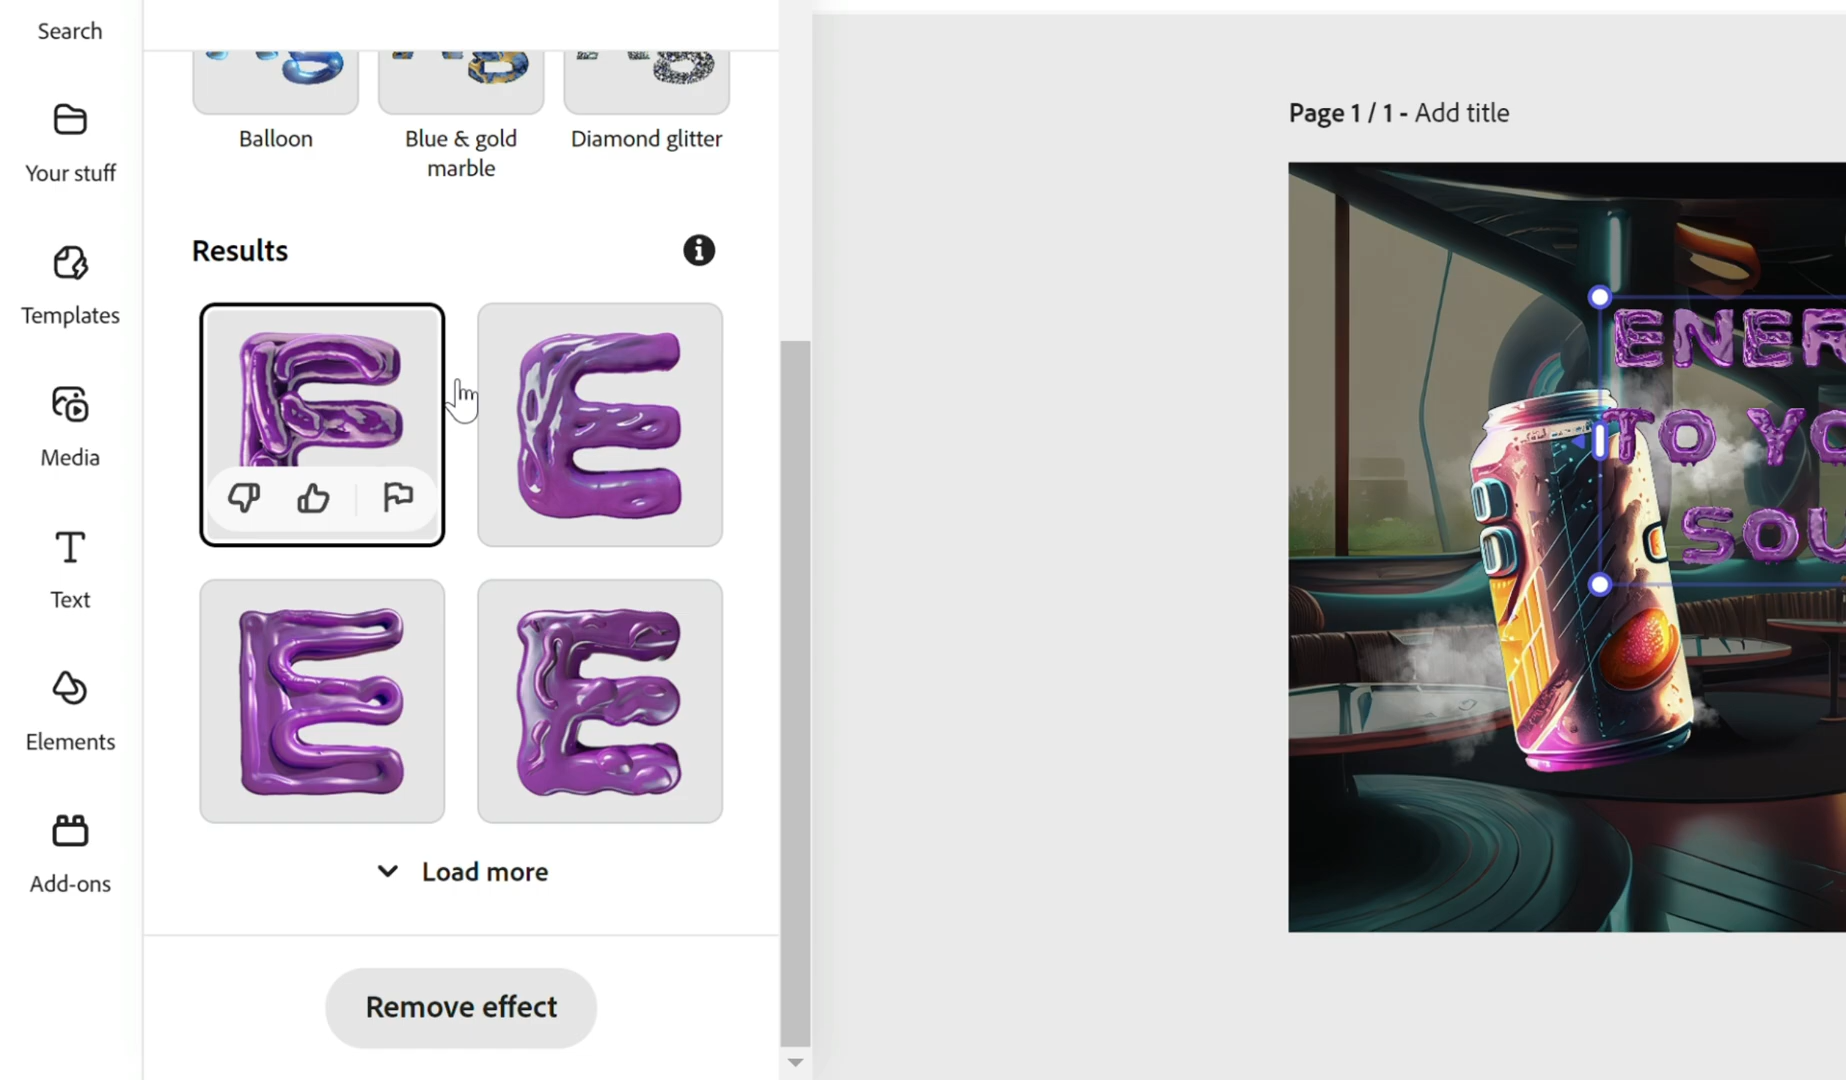 Search
Your stuff
Templates
Media
Text
Elements
Add-ons
Balloon
Blue & gold
marble
Diamond glitter
Results
Load more
Remove effect
Page 1 / 1 - Add title
ENER
TO YO
SOU